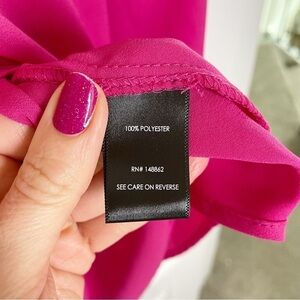 100% POLYESTER
RN# 148862
SEE CARE ON REVERSE